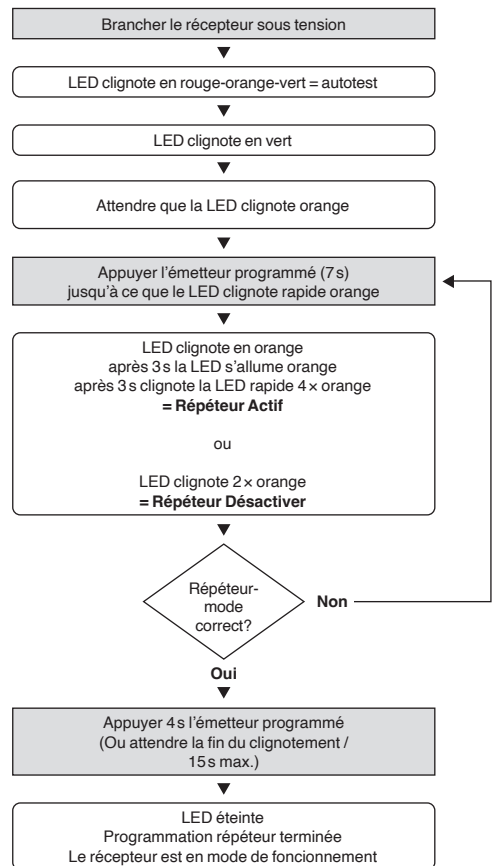 Brancher le récepteur sous tension
LED clignote en rouge-orange-vert = autotest
LED clignote en vert
Attendre que la LED clignote orange
Appuyer l’émetteur programmé (7 s)
jusqu’à ce que le LED clignote rapide orange
LED clignote en orange
après 3 s la LED s’allume orange
après 3 s clignote la LED rapide 4 × orange
= Répéteur Actif
ou
LED clignote 2 × orange
= Répéteur Désactiver
Répéteur-
mode
correct?
Non
Oui
Appuyer 4 s l’émetteur programmé
(Ou attendre la fin du clignotement /
15 s max.)
LED éteinte
Programmation répéteur terminée
Le récepteur est en mode de fonctionnement